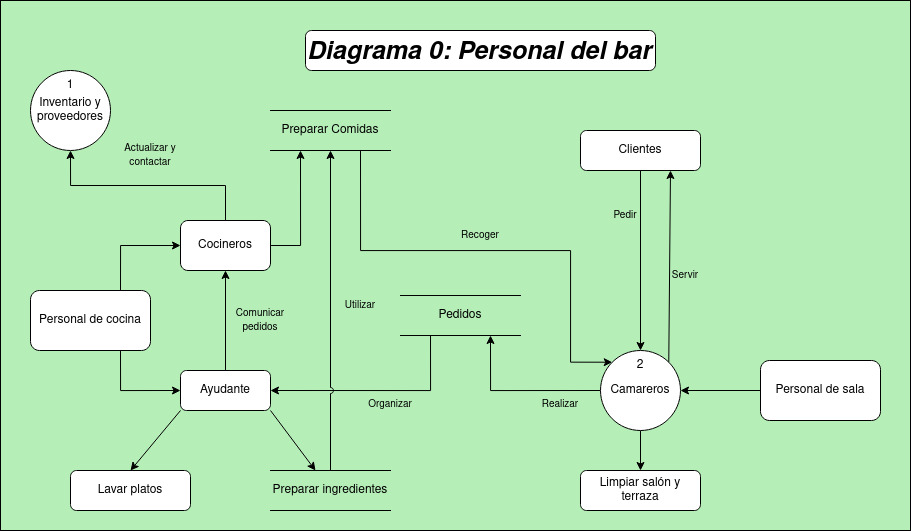 Diagrama 0: Personal del bar
1
Inventario y
proveedores
Actualizar y
contactar
Preparar Comidas
Clientes
Pedir
Cocineros
Recoger
Servir
Personal de cocina
Comunicar
pedidos
Utilizar
Pedidos
2
Camareros
Personal de sala
Ayudante
Organizar
Realizar
Lavar platos
Preparar ingredientes
Limpiar salón y
terraza